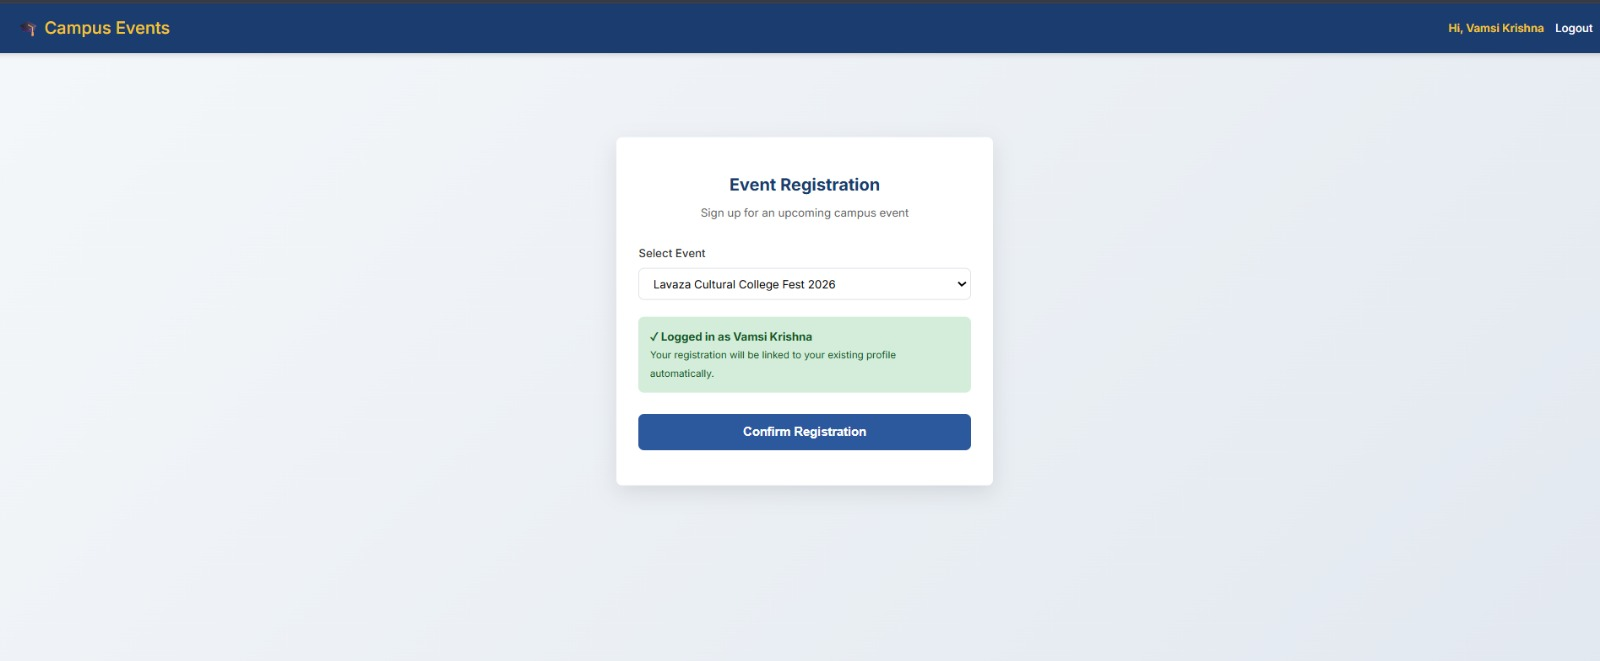 Campus Events
Hi, Vamsi Krishna Logout
Event Registration
Sign up for an upcoming campus event
Select Event
Lavaza Cultural College Fest 2026
✓ Logged in as Vamsi Krishna
Your registration will be linked to your existing profile
automatically.
Confirm Registration